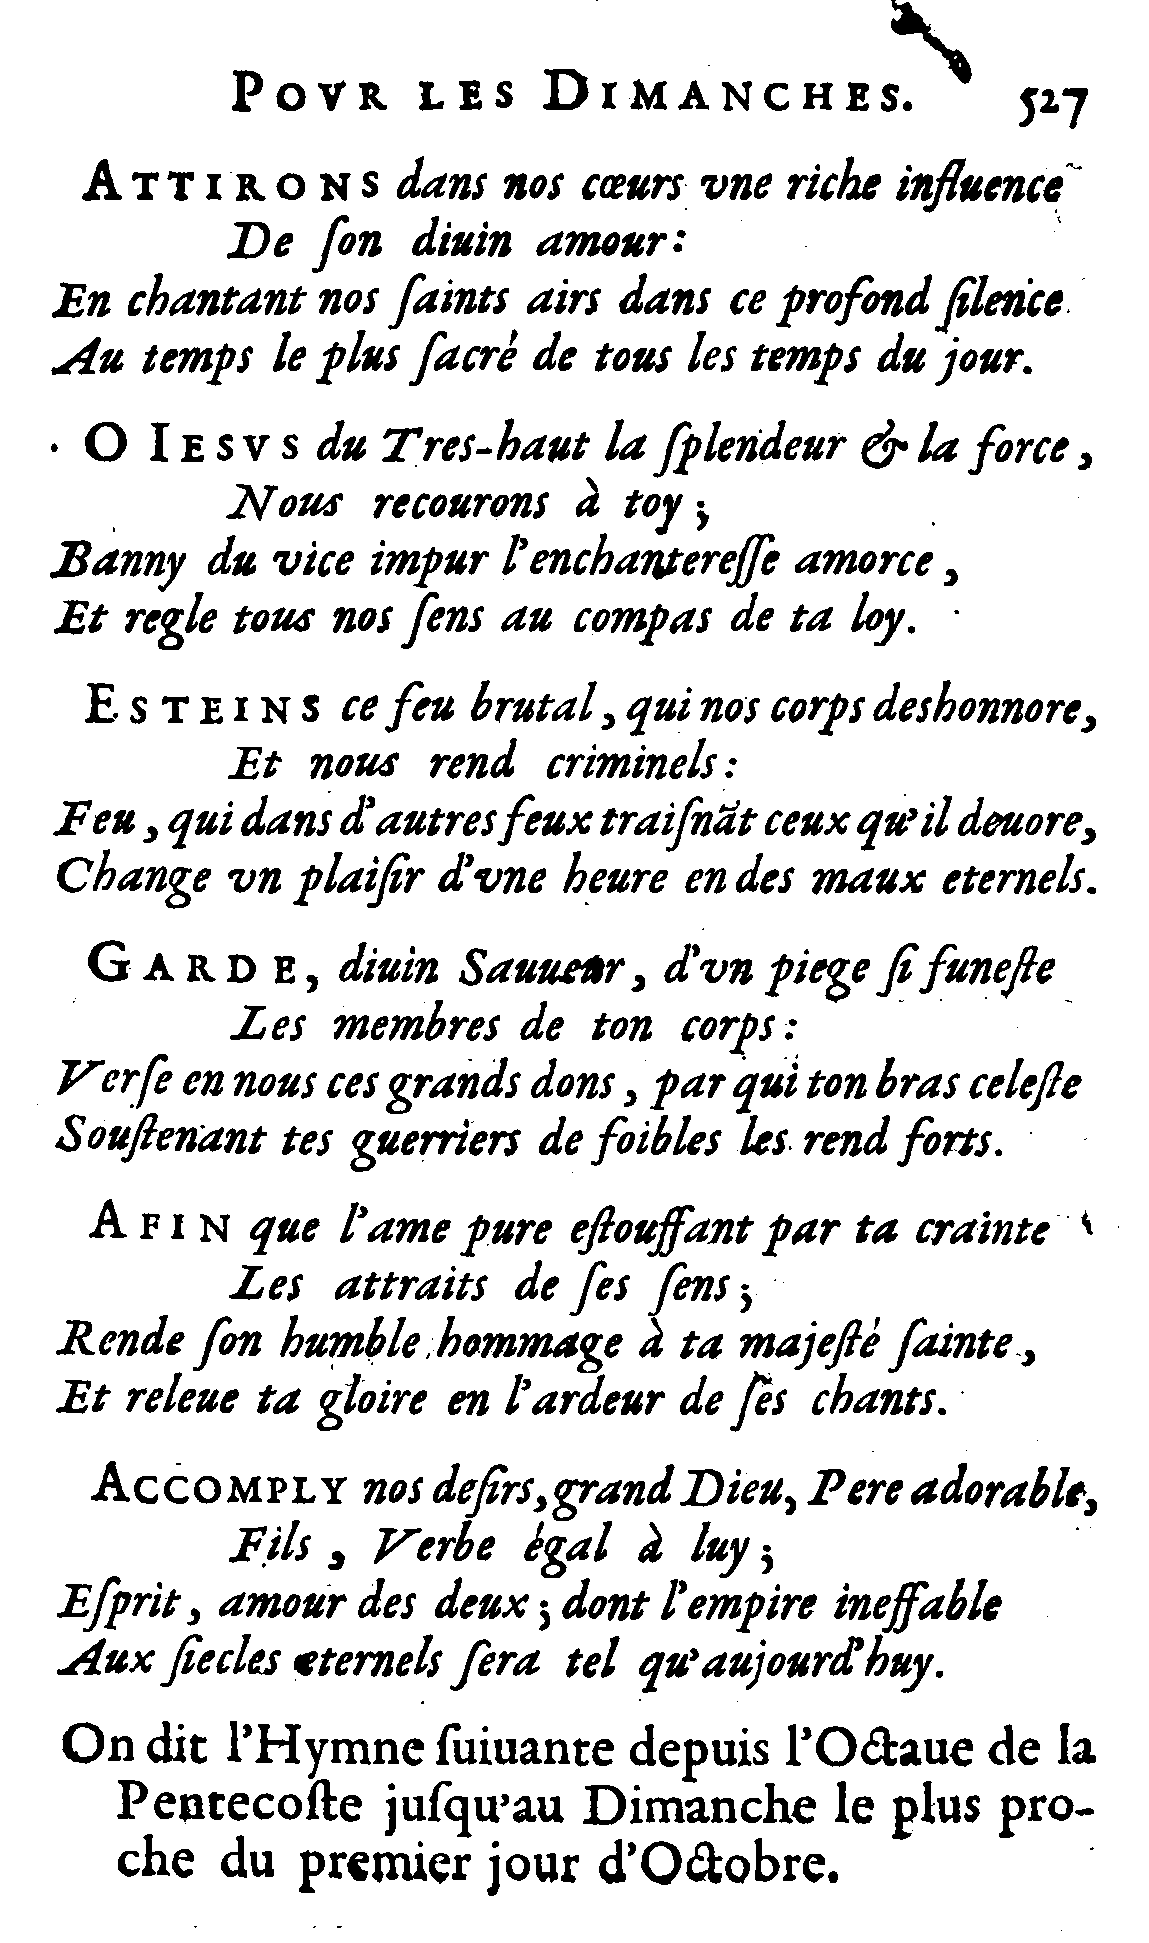 POVR LES DIMANCHES. 527
ATTIRONS dans nos cœurs vne riche influence
De ſon diuin amour:
En chantant nos ſaints airs dans ce profond ſilence
Au temps le plus ſacré de tous les temps du jour.
O IESVS du Tres-haut la ſplendeur & la force,
Nous recourons à toy;
Banny du vice impur l'enchantereſſe amorce,
Et regle tous nos ſens au compas de ta loy.
ESTEINS ce feu brutal, qui nos corps deshonnore,
Et nous rend criminels:
Feu, qui dans d'autres feux traiſnãt ceux qu'il deuore,
Change vn plaiſir d'vne heure en des maux eternels.
GARDE, diuin Sauueur, d'vn piege ſi funeſte
Les membres de ton corps:
Verſe en nous ces grands dons, par qui ton bras celeſte
Souſtenant tes guerriers de foibles les rend forts.
AFIN que l'ame pure eſtouffant par ta crainte
Les attraits de ſes ſens;
Rende ſon humble hommage à ta majeſté ſainte,
Et releue ta gloire en l'ardeur de ſes chants.
ACCOMPLY nos deſirs, grand Dieu, Pere adorable,
Fils, Verbe égal à luy;
Eſprit, amour des deux; dont l'empire ineffable
Aux ſiecles eternels ſera tel qu'aujourd'huy.
On dit l'Hymne ſuiuante depuis l'Octaue de la
Pentecoſte juſqu'au Dimanche le plus pro-
che du premier jour d'Octobre.